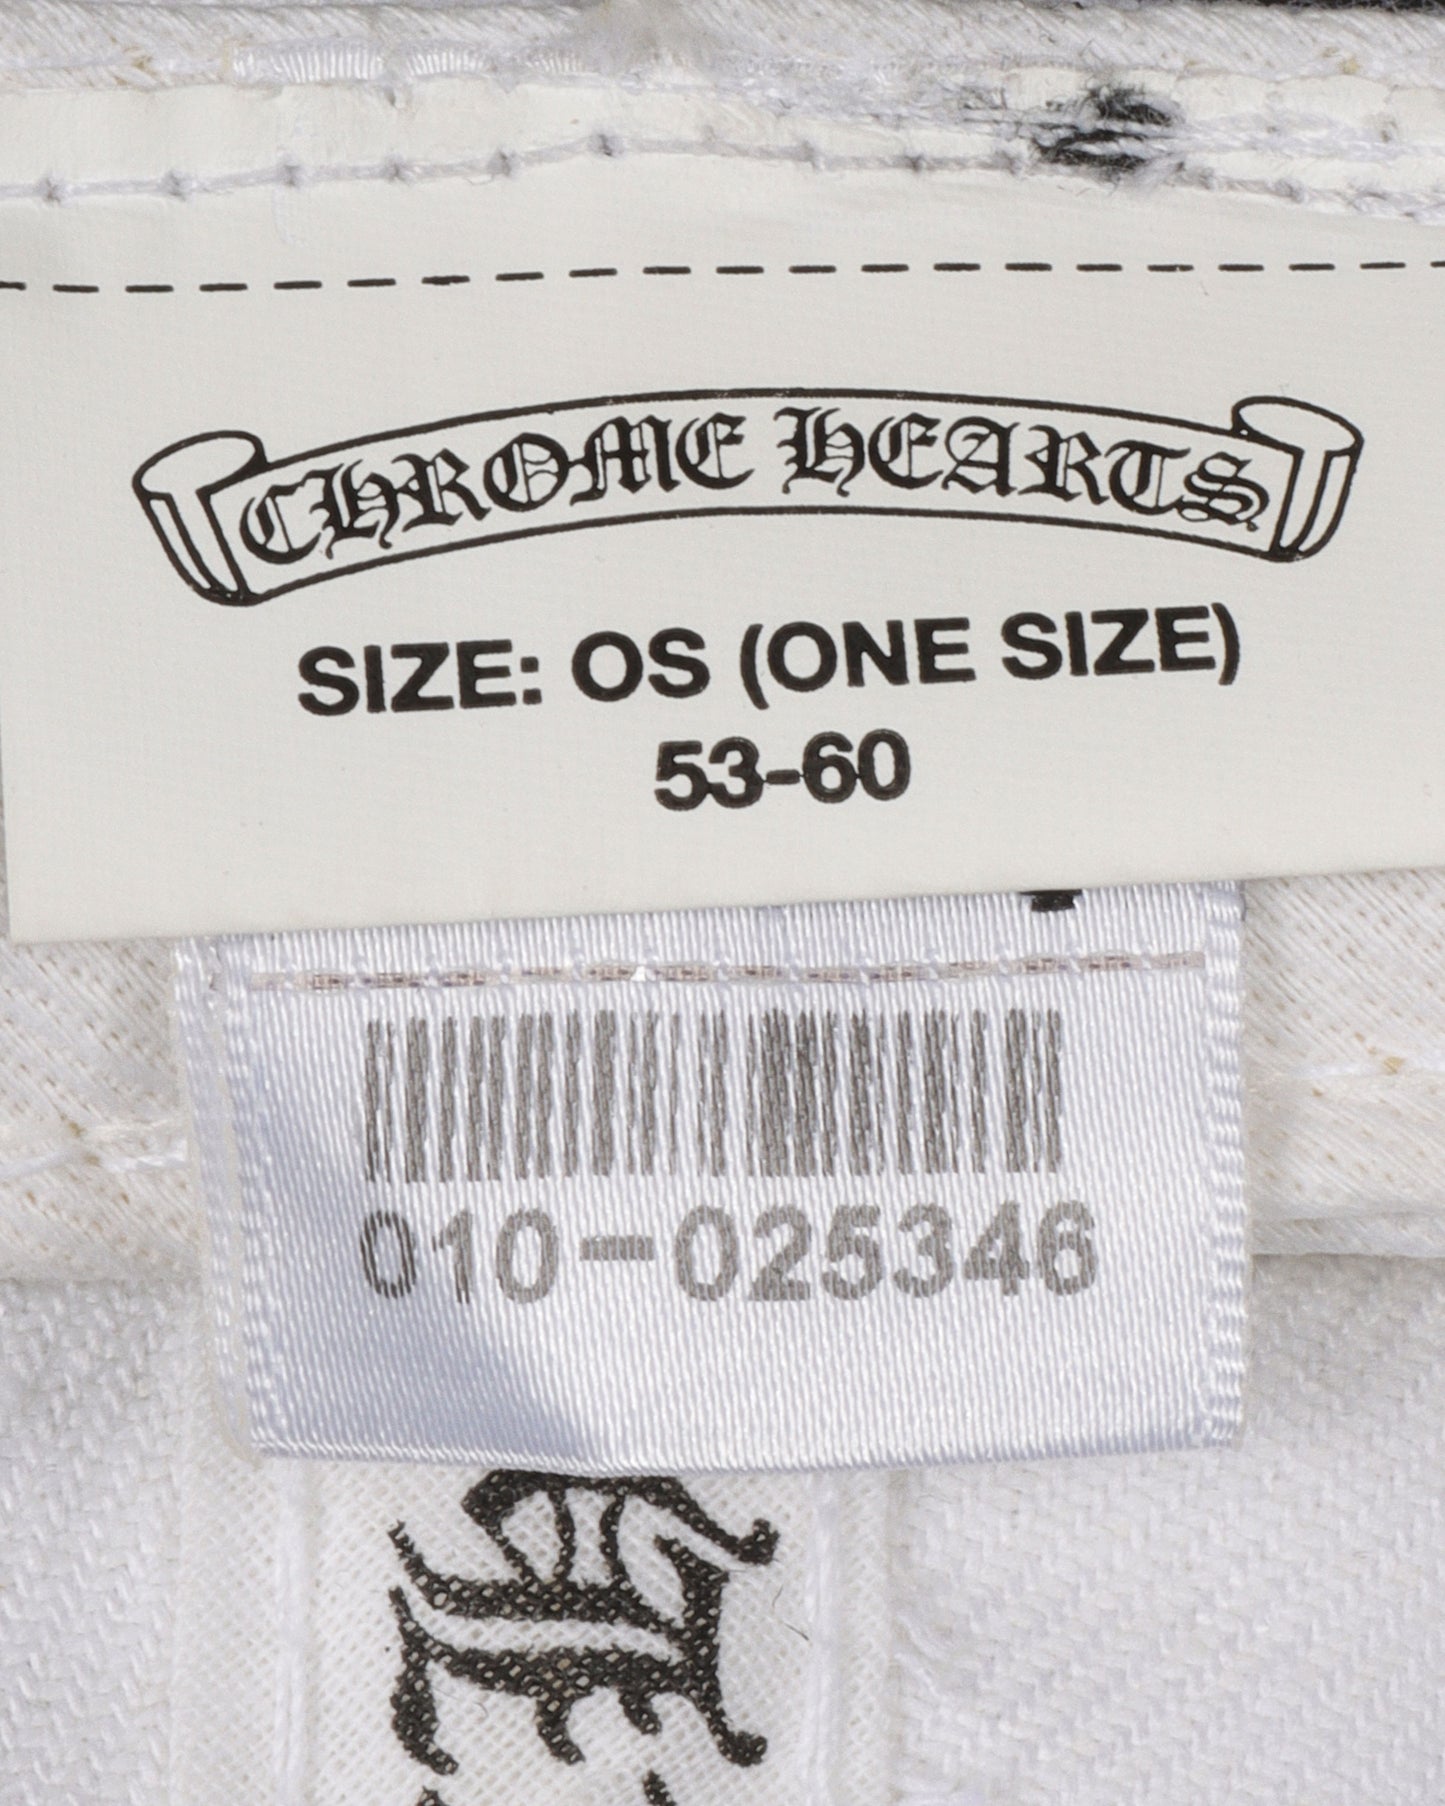 CHROME HEARTS
SIZE: OS (ONE SIZE)
53-60
010-025346